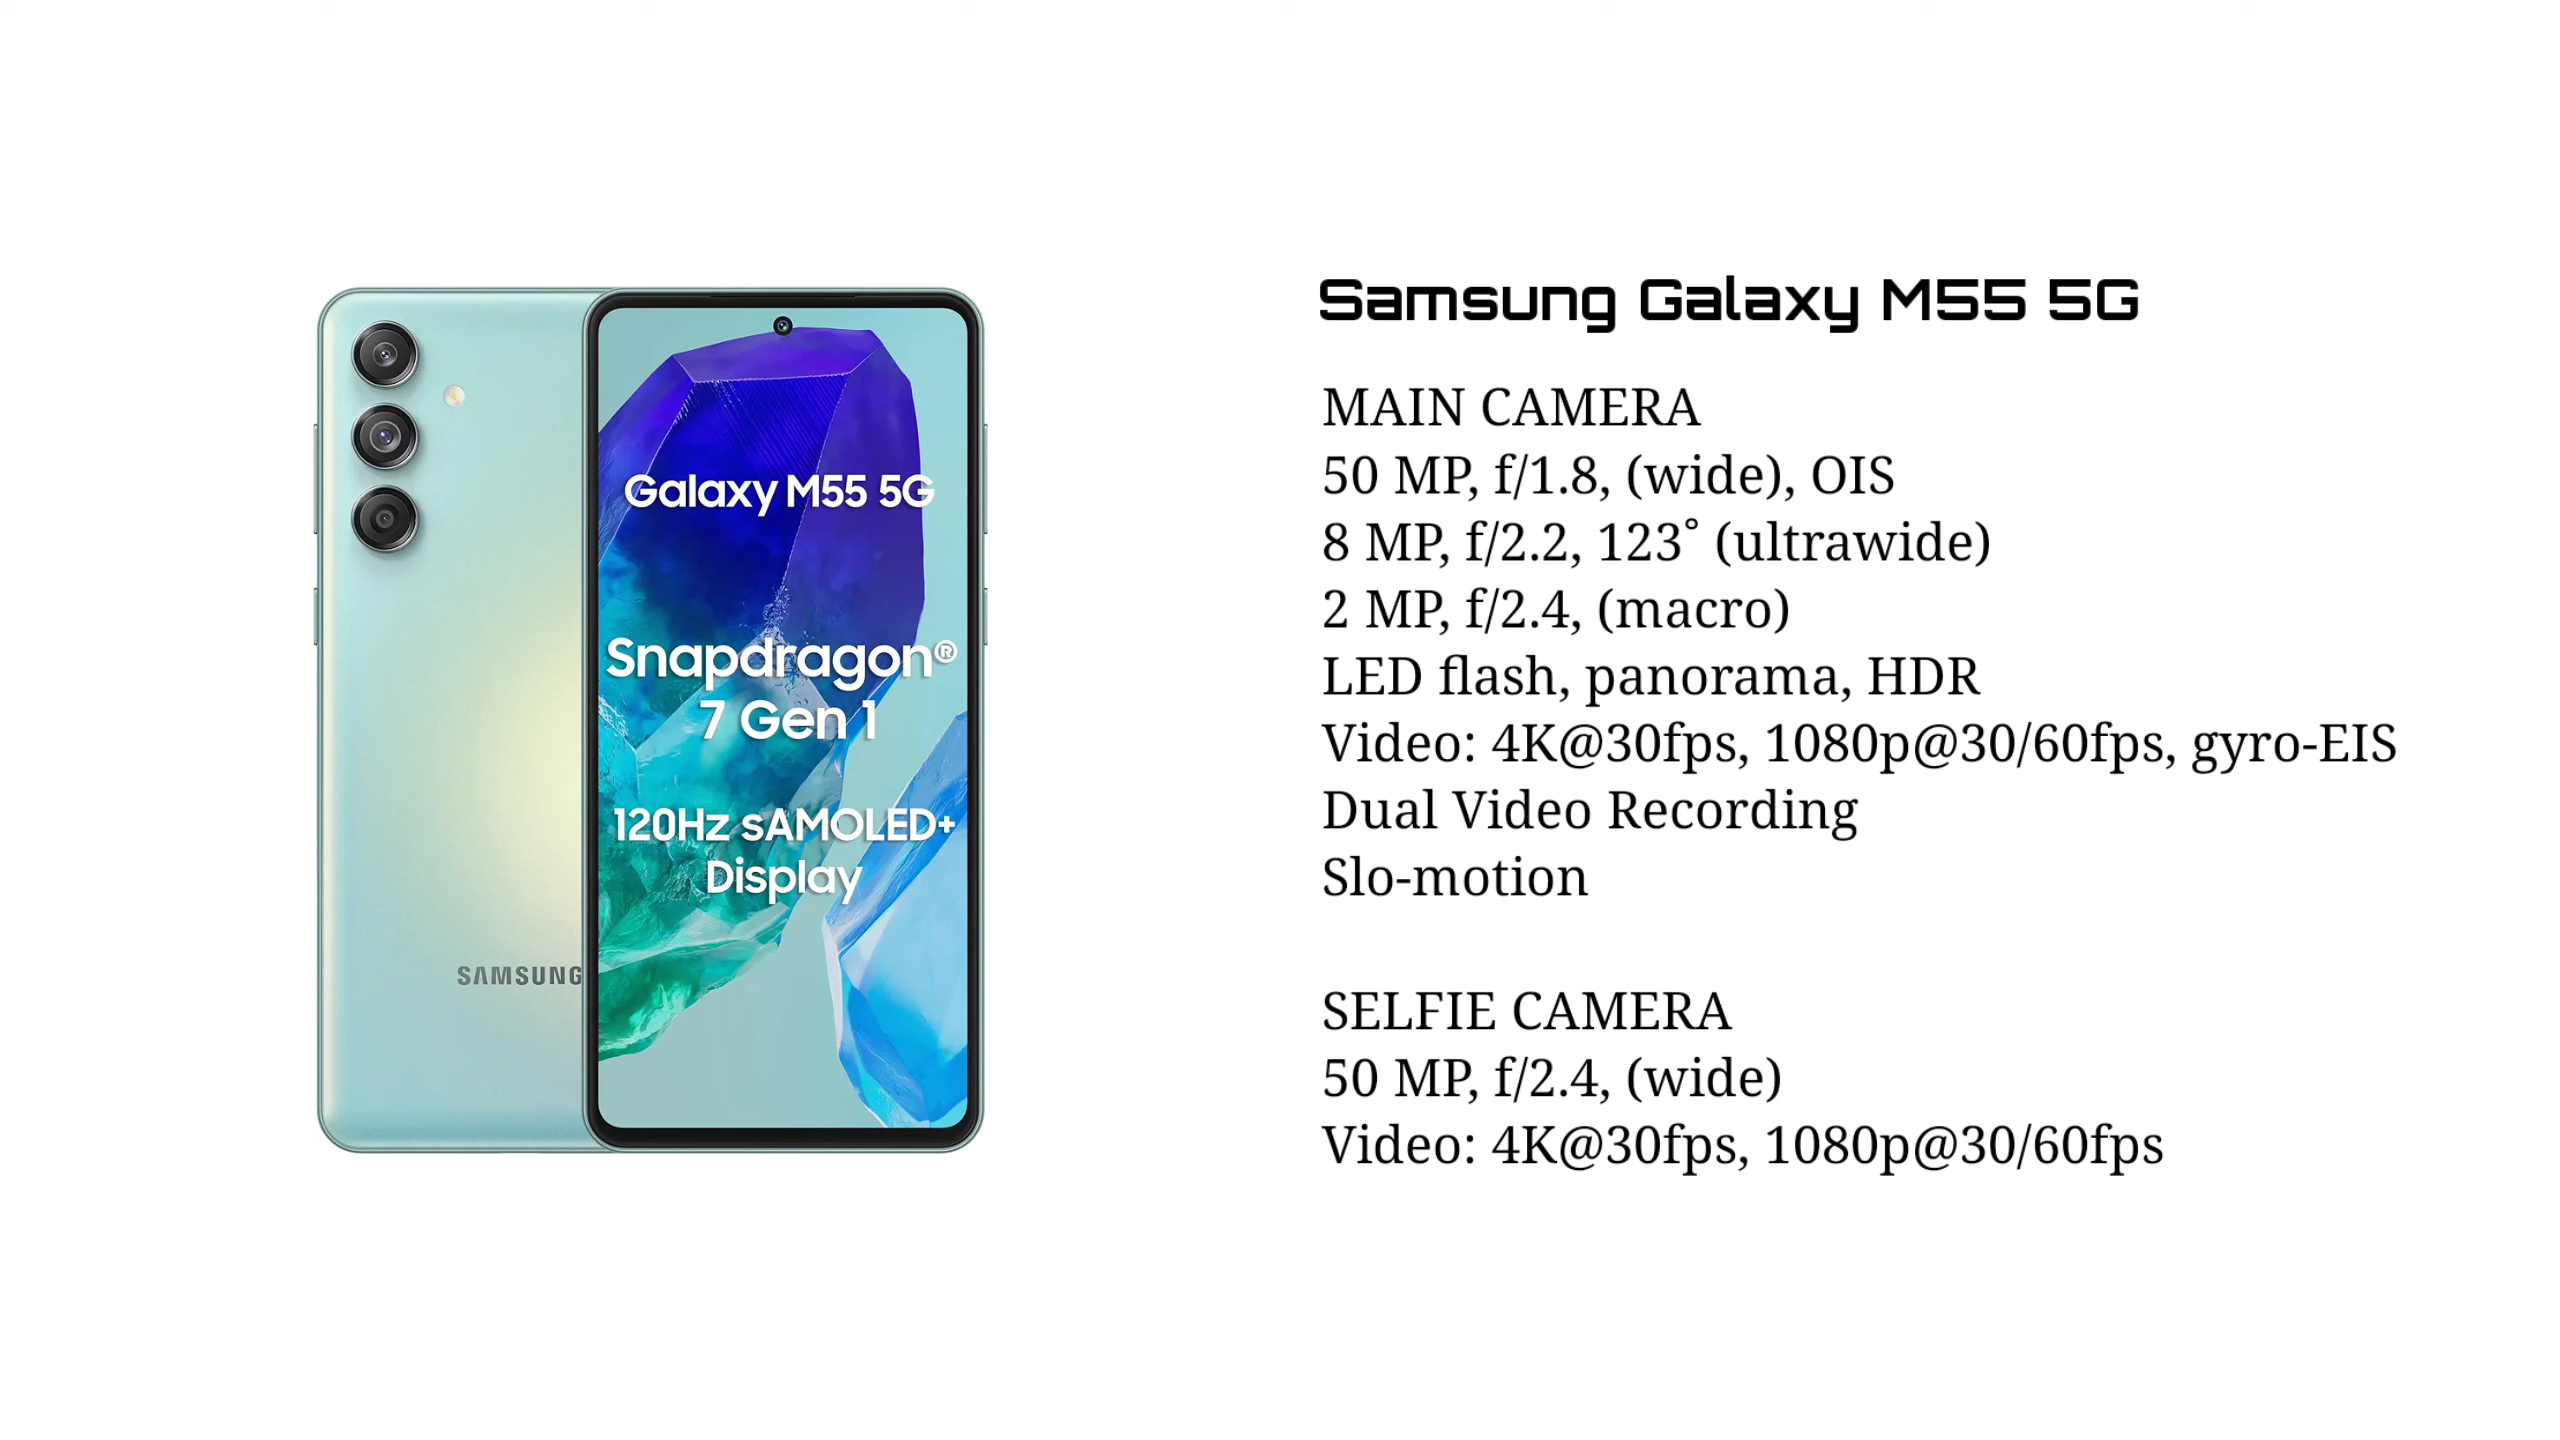 SAMSUNG
Galaxy M55 5G
Snapdragon®
7 Gen 1
120Hz sAMOLED+
Display
Samsung Galaxy M55 5G
MAIN CAMERA
50 MP, f/1.8, (wide), OIS
8 MP, f/2.2, 123˚ (ultrawide)
2 MP, f/2.4, (macro)
LED flash, panorama, HDR
Video: 4K@30fps, 1080p@30/60fps, gyro-EIS
Dual Video Recording
Slo-motion
SELFIE CAMERA
50 MP, f/2.4, (wide)
Video: 4K@30fps, 1080p@30/60fps